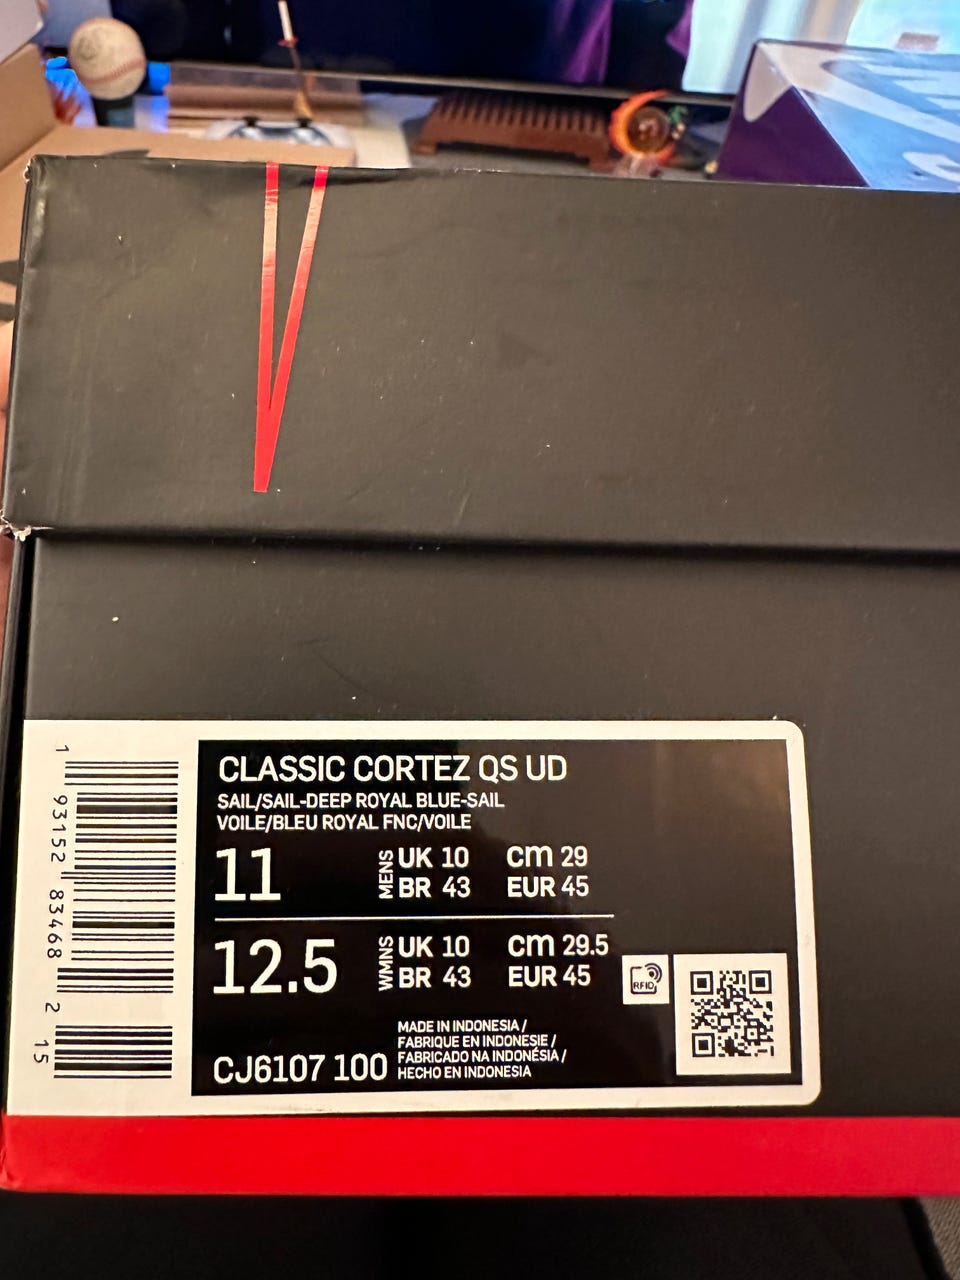 CLASSIC CORTEZ QS UD
SAIL/SAIL-DEEP ROYAL BLUE-SAIL
VOILE/BLEU ROYAL FNC/VOILE
11 MENS UK 10 cm 29
BR 43 EUR 45
12.5 WMNS UK 10 cm 29.5
BR 43 EUR 45
RFID
MADE IN INDONESIA /
FABRIQUE EN INDONESIE /
FABRICADO NA INDONÉSIA /
HECHO EN INDONESIA
CJ6107 100
1 93152 83468 2 15